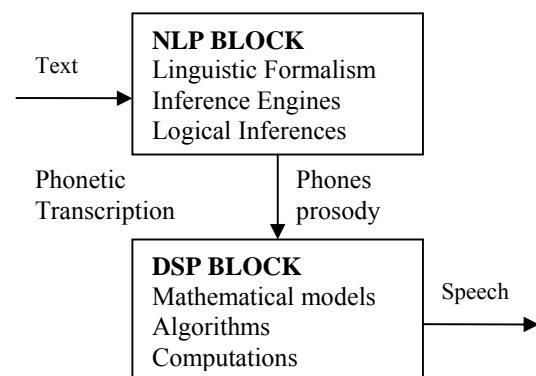 NLP BLOCK
Text
Linguistic Formalism
Inference Engines
Logical Inferences
Phonetic
Transcription
Phones
prosody
DSP BLOCK
Mathematical models
Speech
Algorithms
Computations